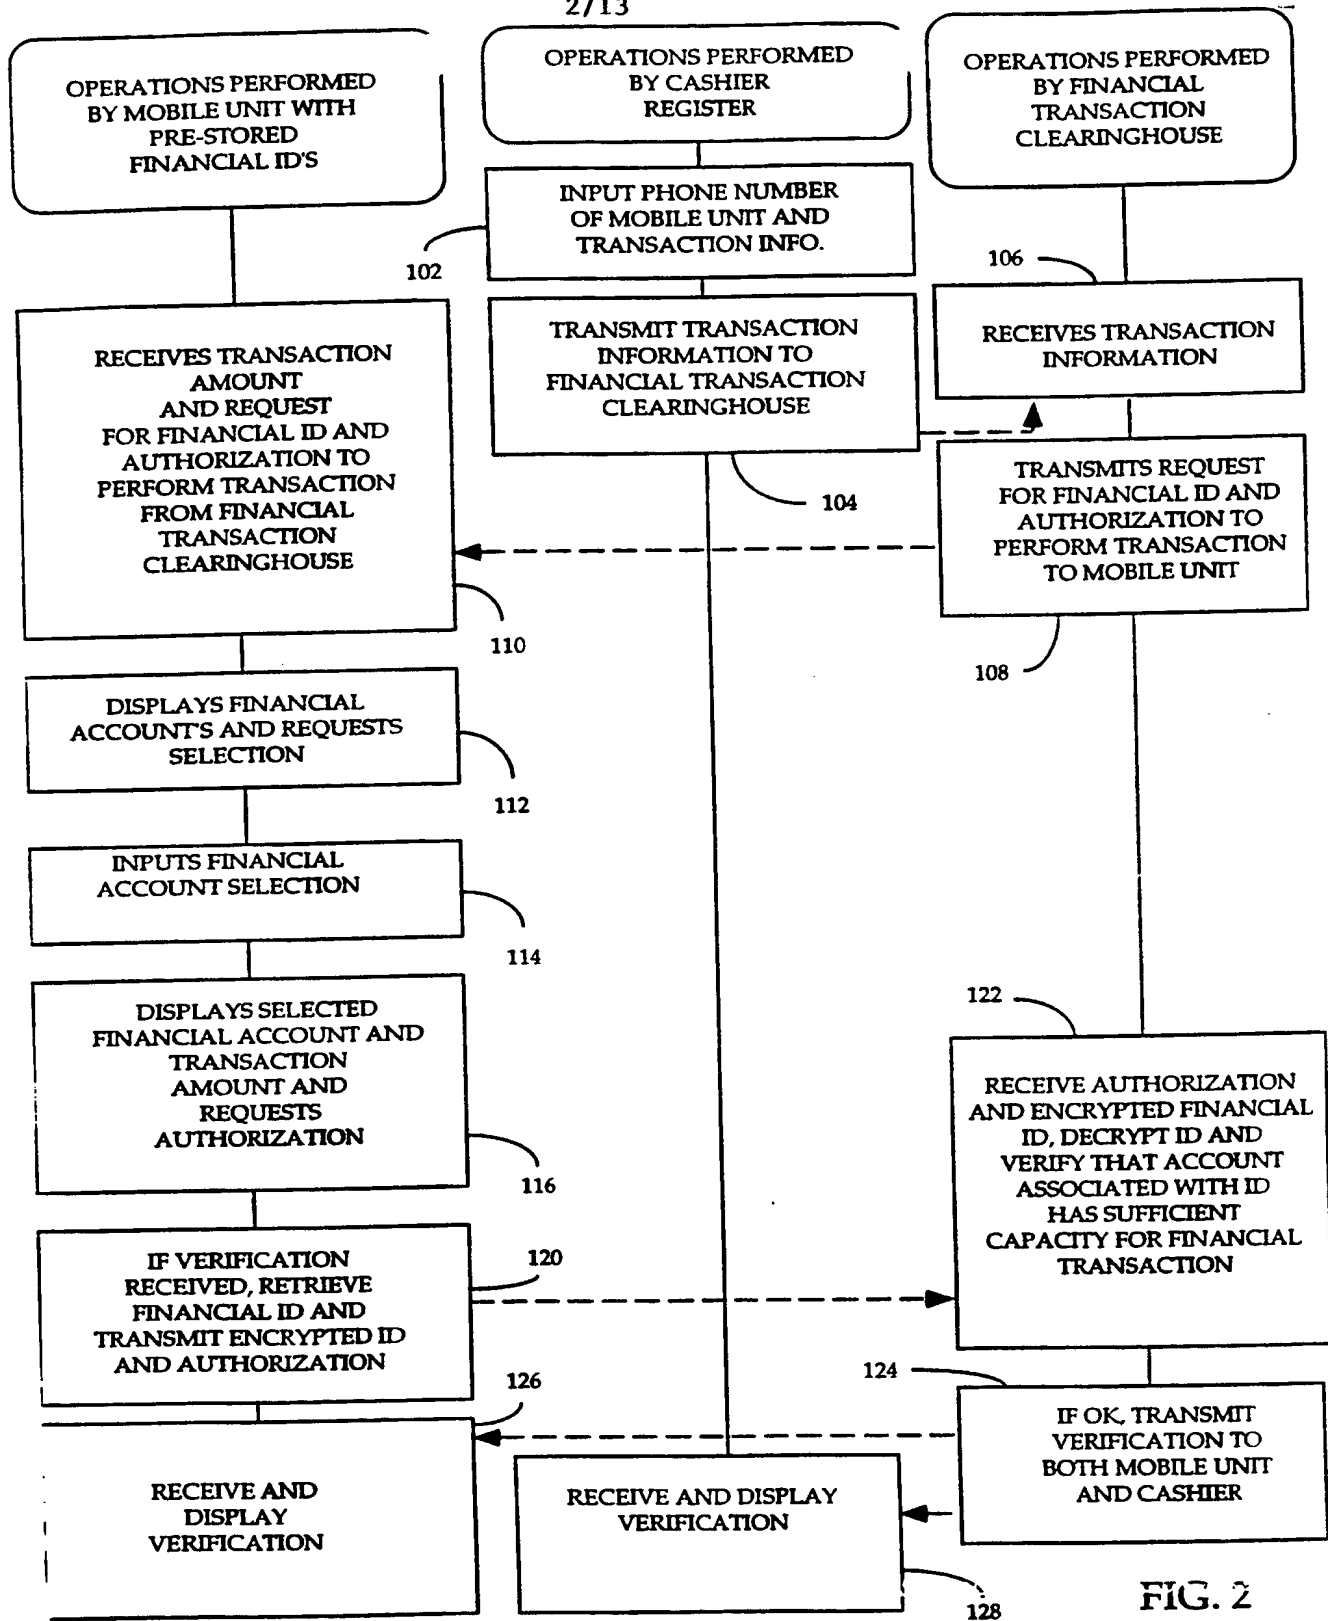 2/13
OPERATIONS PERFORMED
BY MOBILE UNIT WITH
PRE-STORED
FINANCIAL ID'S
OPERATIONS PERFORMED
BY CASHIER
REGISTER
OPERATIONS PERFORMED
BY FINANCIAL
TRANSACTION
CLEARINGHOUSE
INPUT PHONE NUMBER
OF MOBILE UNIT AND
TRANSACTION INFO.
102
106
RECEIVES TRANSACTION
AMOUNT
AND REQUEST
FOR FINANCIAL ID AND
AUTHORIZATION TO
PERFORM TRANSACTION
FROM FINANCIAL
TRANSACTION
CLEARINGHOUSE
TRANSMIT TRANSACTION
INFORMATION TO
FINANCIAL TRANSACTION
CLEARINGHOUSE
RECEIVES TRANSACTION
INFORMATION
104
TRANSMITS REQUEST
FOR FINANCIAL ID AND
AUTHORIZATION TO
PERFORM TRANSACTION
TO MOBILE UNIT
110
108
DISPLAYS FINANCIAL
ACCOUNT'S AND REQUESTS
SELECTION
112
INPUTS FINANCIAL
ACCOUNT SELECTION
114
DISPLAYS SELECTED
FINANCIAL ACCOUNT AND
TRANSACTION
AMOUNT AND
REQUESTS
AUTHORIZATION
116
122
RECEIVE AUTHORIZATION
AND ENCRYPTED FINANCIAL
ID, DECRYPT ID AND
VERIFY THAT ACCOUNT
ASSOCIATED WITH ID
HAS SUFFICIENT
CAPACITY FOR FINANCIAL
TRANSACTION
IF VERIFICATION
RECEIVED, RETRIEVE
FINANCIAL ID AND
TRANSMIT ENCRYPTED ID
AND AUTHORIZATION
120
126
124
IF OK, TRANSMIT
VERIFICATION TO
BOTH MOBILE UNIT
AND CASHIER
RECEIVE AND
DISPLAY
VERIFICATION
RECEIVE AND DISPLAY
VERIFICATION
128
FIG. 2